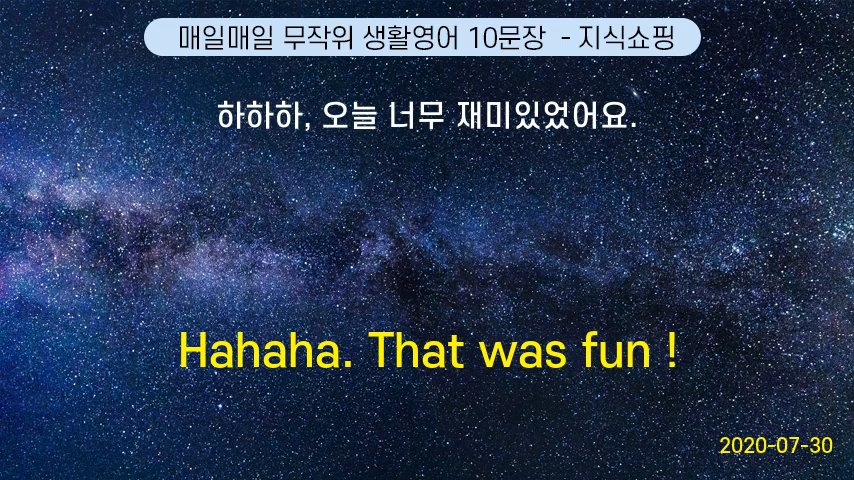 매일매일 무작위 생활영어 10문장 - 지식쇼핑
하하하, 오늘 너무 재미있었어요.
Hahaha. That was fun !
2020-07-30